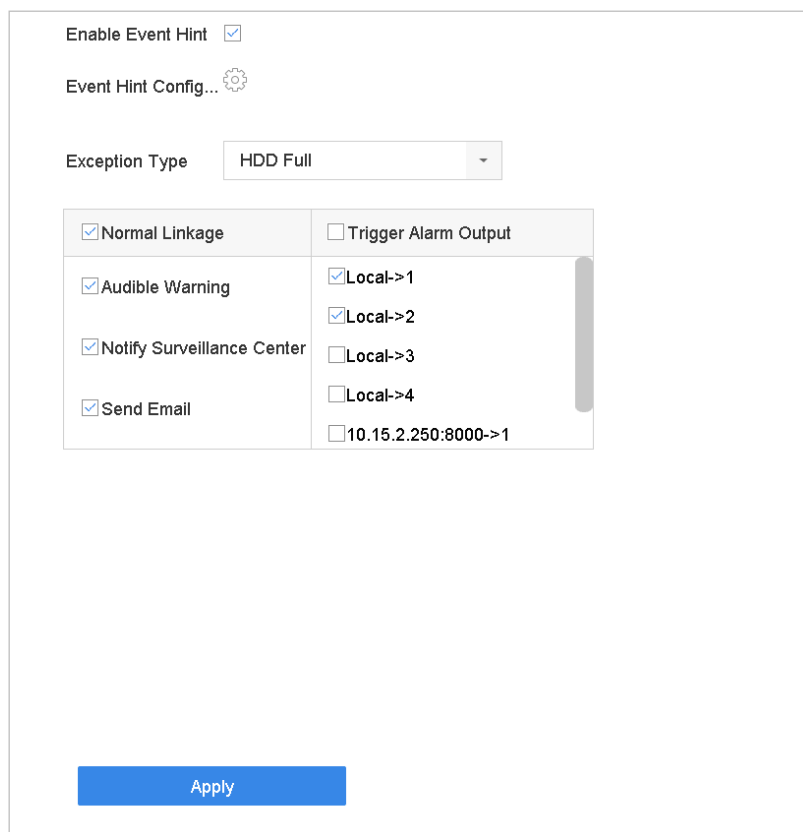 Enable Event Hint
Event Hint Config...
Exception Type HDD Full
Normal Linkage Trigger Alarm Output
Audible Warning
Notify Surveillance Center
Send Email
Local->1
Local->2
Local->3
Local->4
10.15.2.250:8000->1
Apply